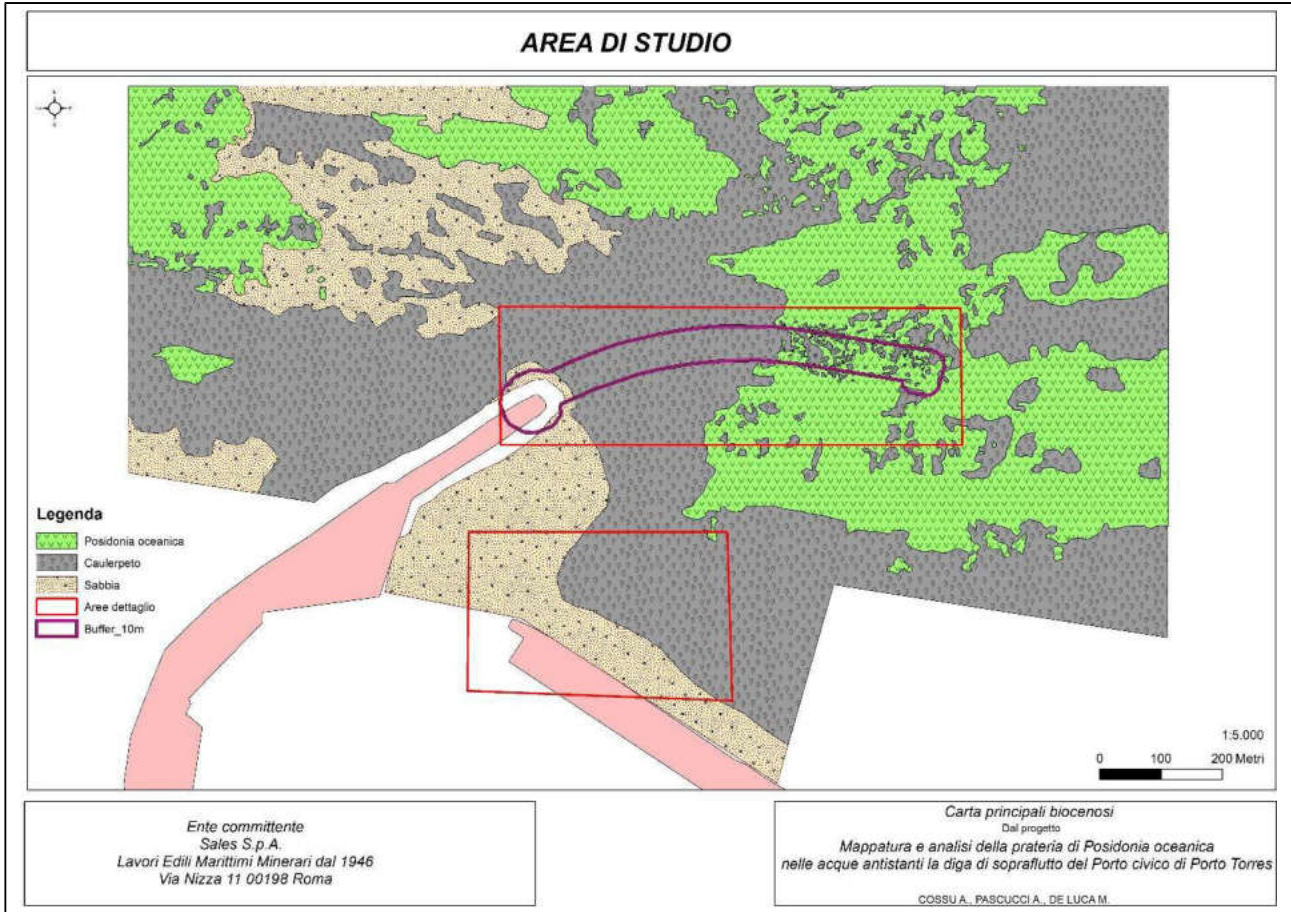 AREA DI STUDIO
Legenda
Posidonia oceanica
Caulerpeto
Sabbia
Aree dettaglio
Buffer_10m
1:5.000
0 100 200 Metri
Ente committente
Sales S.p.A.
Lavori Edili Marittimi Minerari dal 1946
Via Nizza 11 00198 Roma
Carta principali biocenosi
Dal progetto
Mappatura e analisi della prateria di Posidonia oceanica
nelle acque antistanti la diga di sopraflutto del Porto civico di Porto Torres
COSSU A., PASCUCCI A., DE LUCA M.